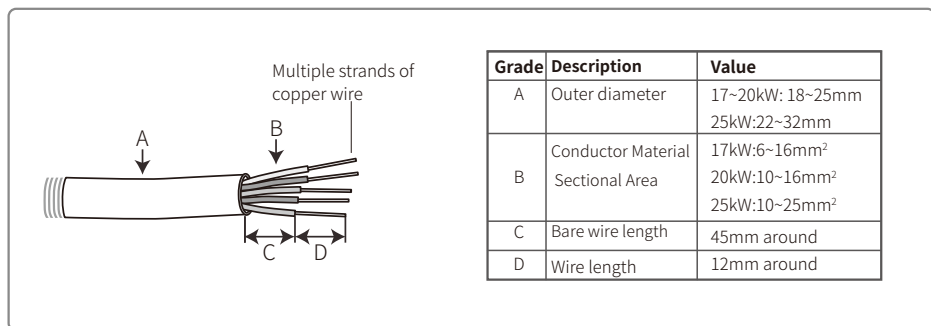 Multiple strands of
copper wire
A
B
C
D
Grade Description Value
A Outer diameter 17~20kW: 18~25mm
25kW:22~32mm
B Conductor Material Sectional Area 17kW:6~16mm²
20kW:10~16mm²
25kW:10~25mm²
C Bare wire length 45mm around
D Wire length 12mm around